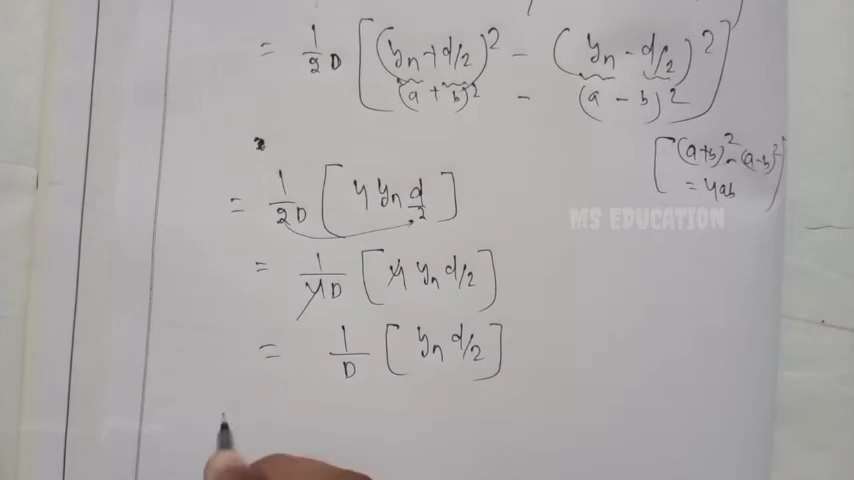 = 1/2D [(yn + d/2)² - (yn - d/2)²]
(a + b)² - (a - b)²
[(a+b)² - (a-b)²
= 4ab]
= 1/2D [4 yn d/2]
MS EDUCATION
= 1/4D [4 yn d/2]
= 1/D [yn d/2]